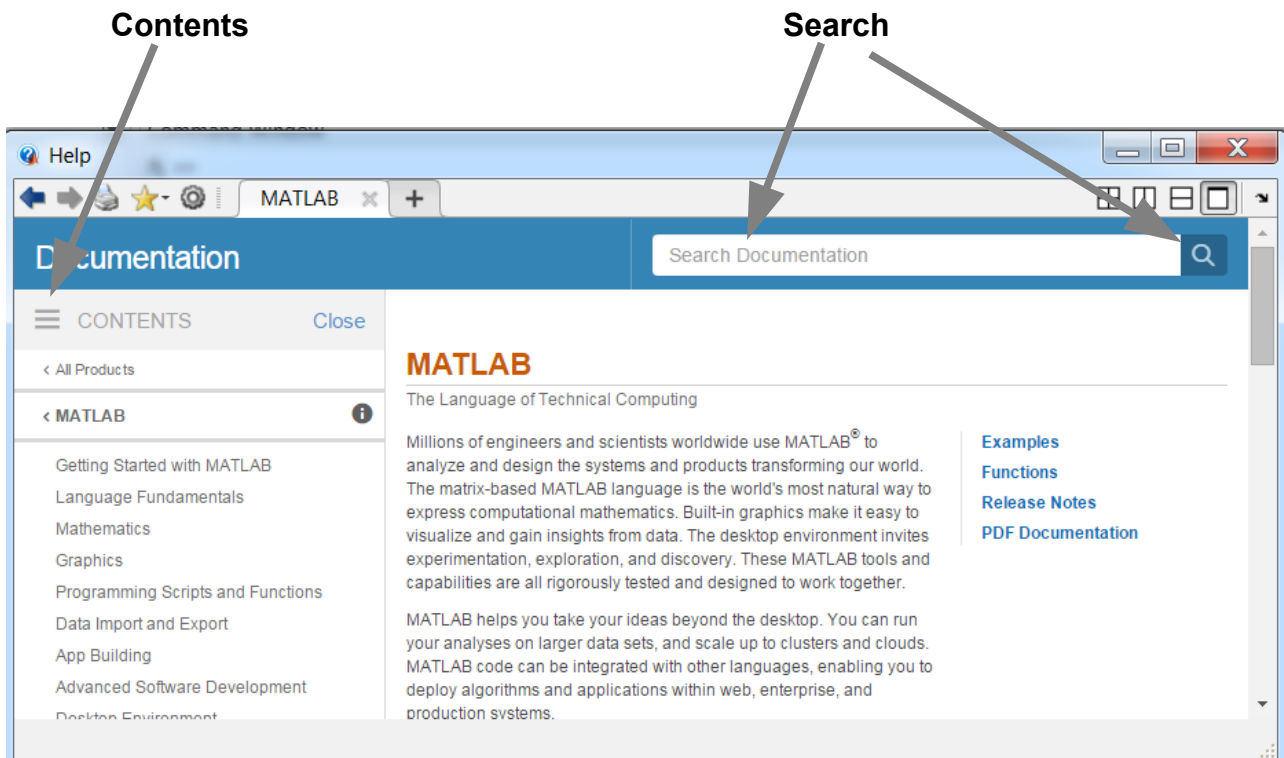 Contents
Search
Command Window
Help
MATLAB
Documentation
Search Documentation
CONTENTS
Close
< All Products
< MATLAB
Getting Started with MATLAB
Language Fundamentals
Mathematics
Graphics
Programming Scripts and Functions
Data Import and Export
App Building
Advanced Software Development
Desktop Environment
MATLAB
The Language of Technical Computing
Millions of engineers and scientists worldwide use MATLAB® to
analyze and design the systems and products transforming our world.
The matrix-based MATLAB language is the world's most natural way to
express computational mathematics. Built-in graphics make it easy to
visualize and gain insights from data. The desktop environment invites
experimentation, exploration, and discovery. These MATLAB tools and
capabilities are all rigorously tested and designed to work together.
MATLAB helps you take your ideas beyond the desktop. You can run
your analyses on larger data sets, and scale up to clusters and clouds.
MATLAB code can be integrated with other languages, enabling you to
deploy algorithms and applications within web, enterprise, and
production systems.
Examples
Functions
Release Notes
PDF Documentation